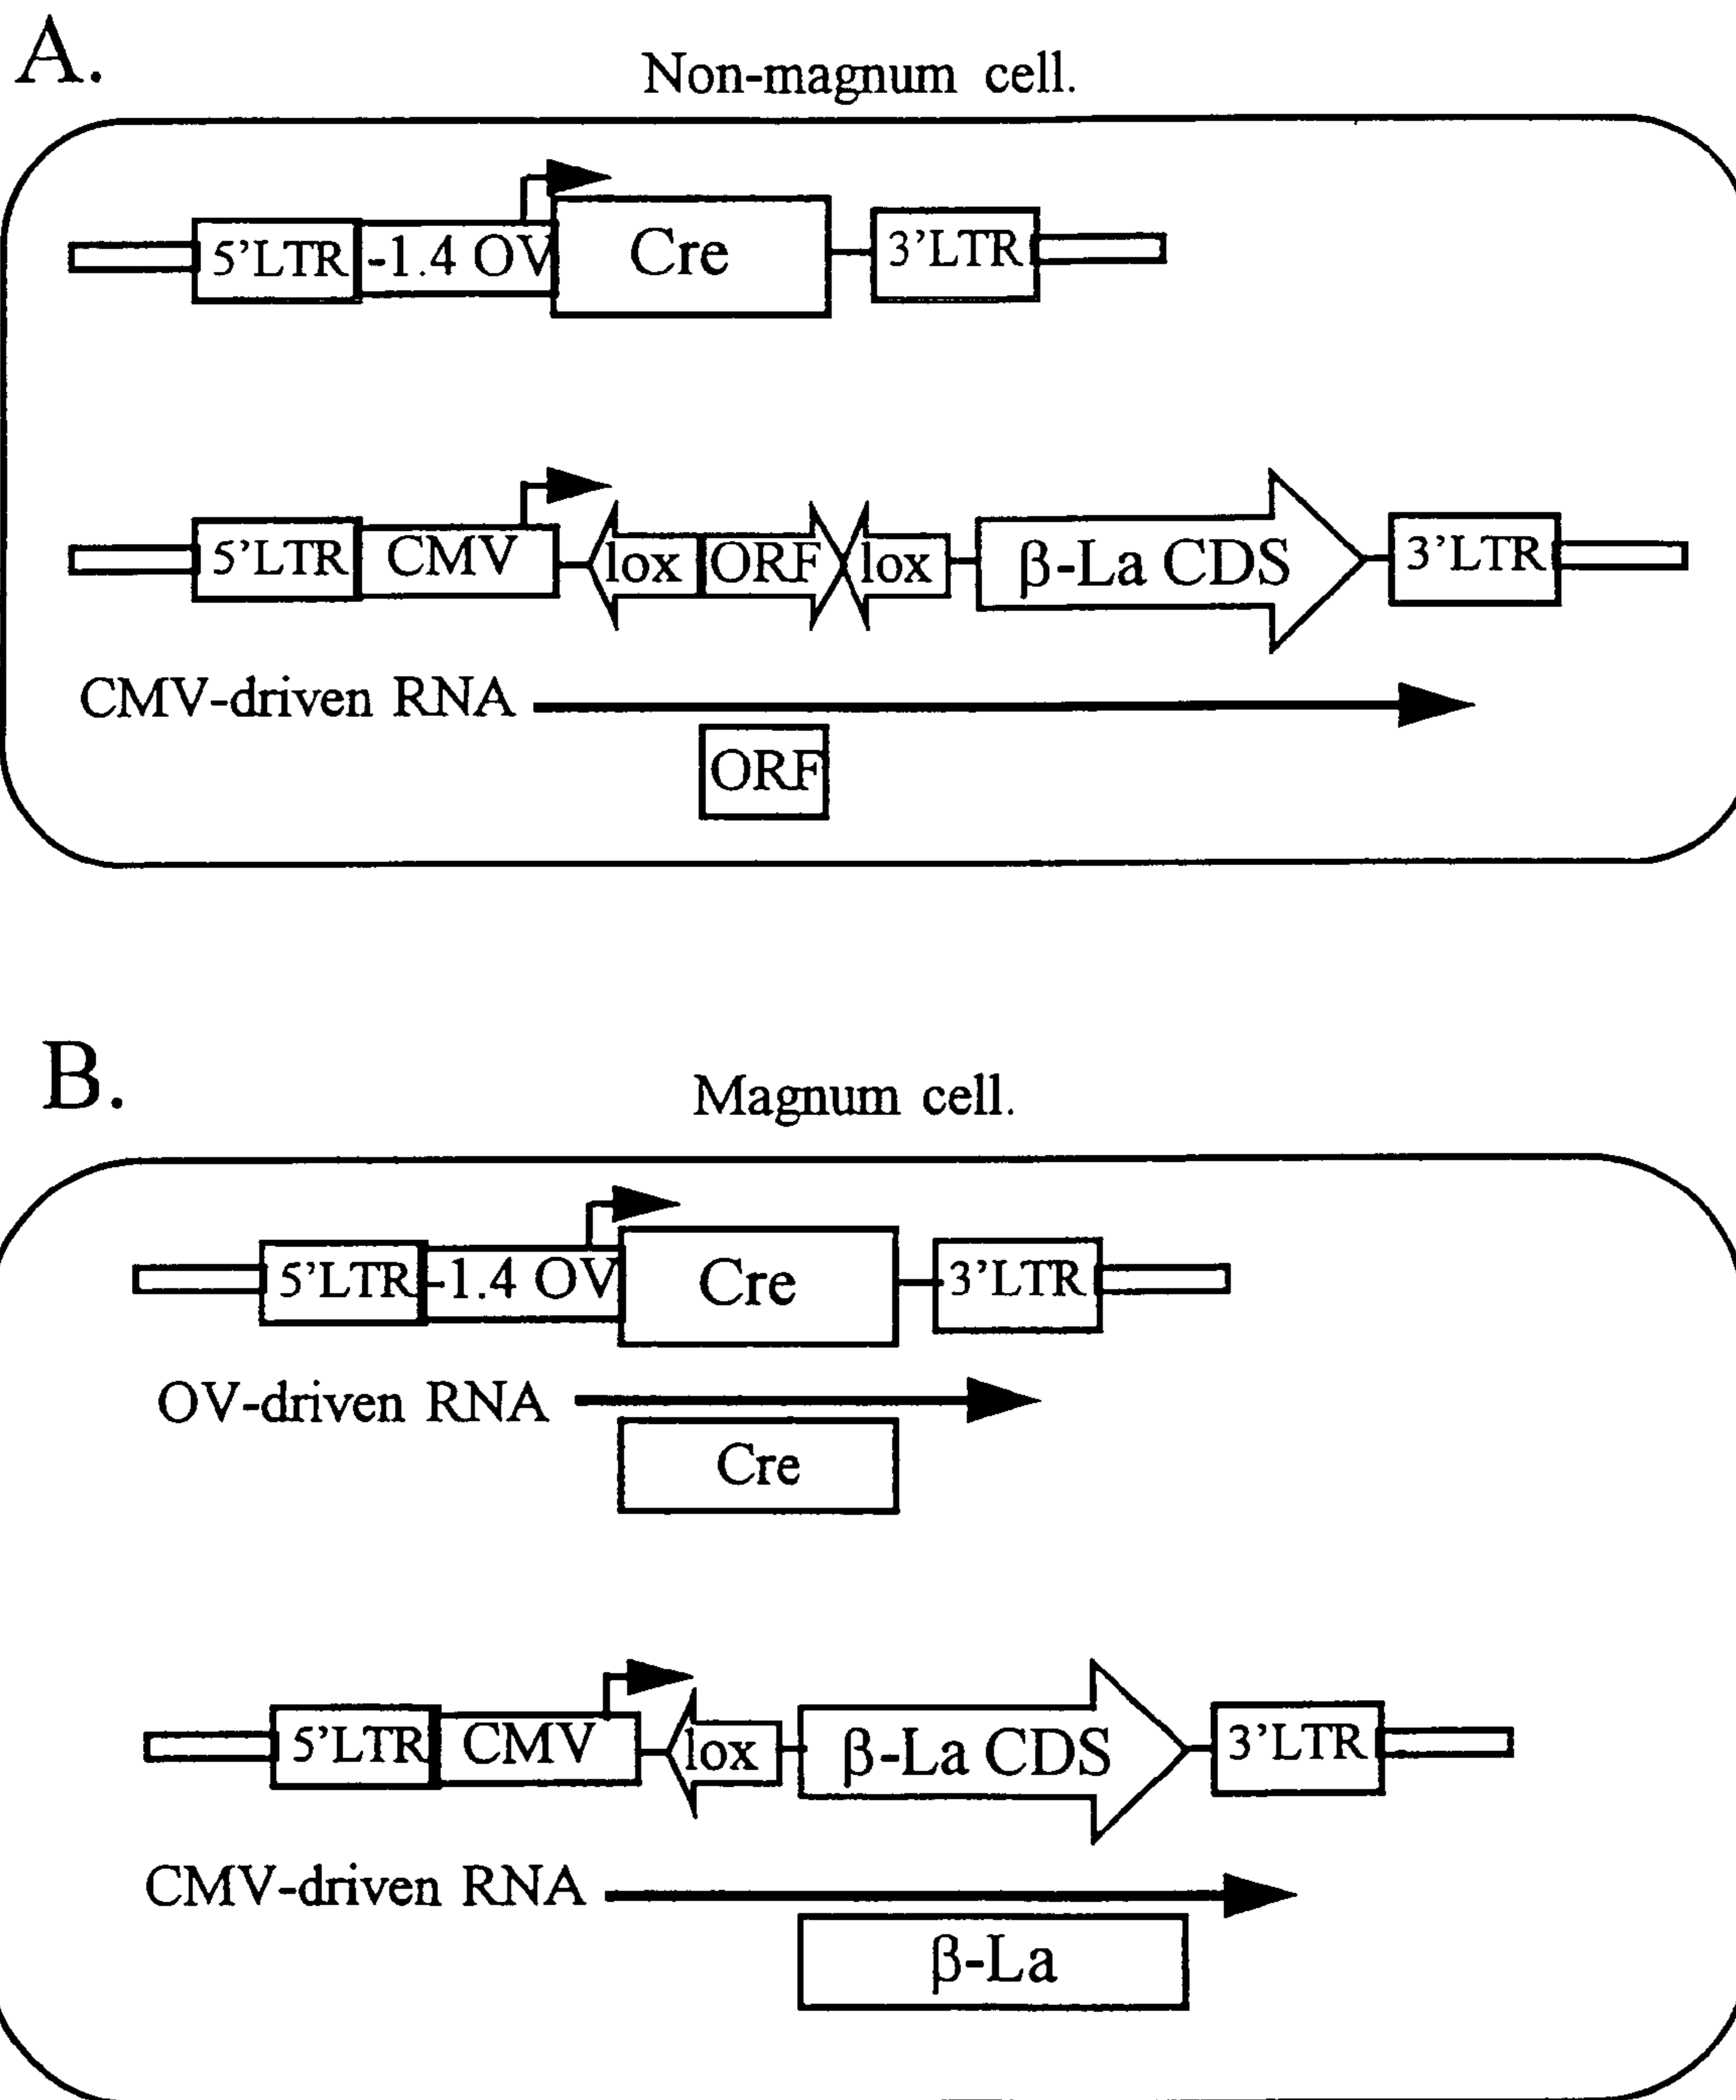 A.
Non-magnum cell.
5’LTR -1.4 OV Cre 3’LTR
5’LTR CMV lox ORF lox β-La CDS 3’LTR
CMV-driven RNA
ORF
B.
Magnum cell.
5’LTR -1.4 OV Cre 3’LTR
OV-driven RNA
Cre
5’LTR CMV lox β-La CDS 3’LTR
CMV-driven RNA
β-La